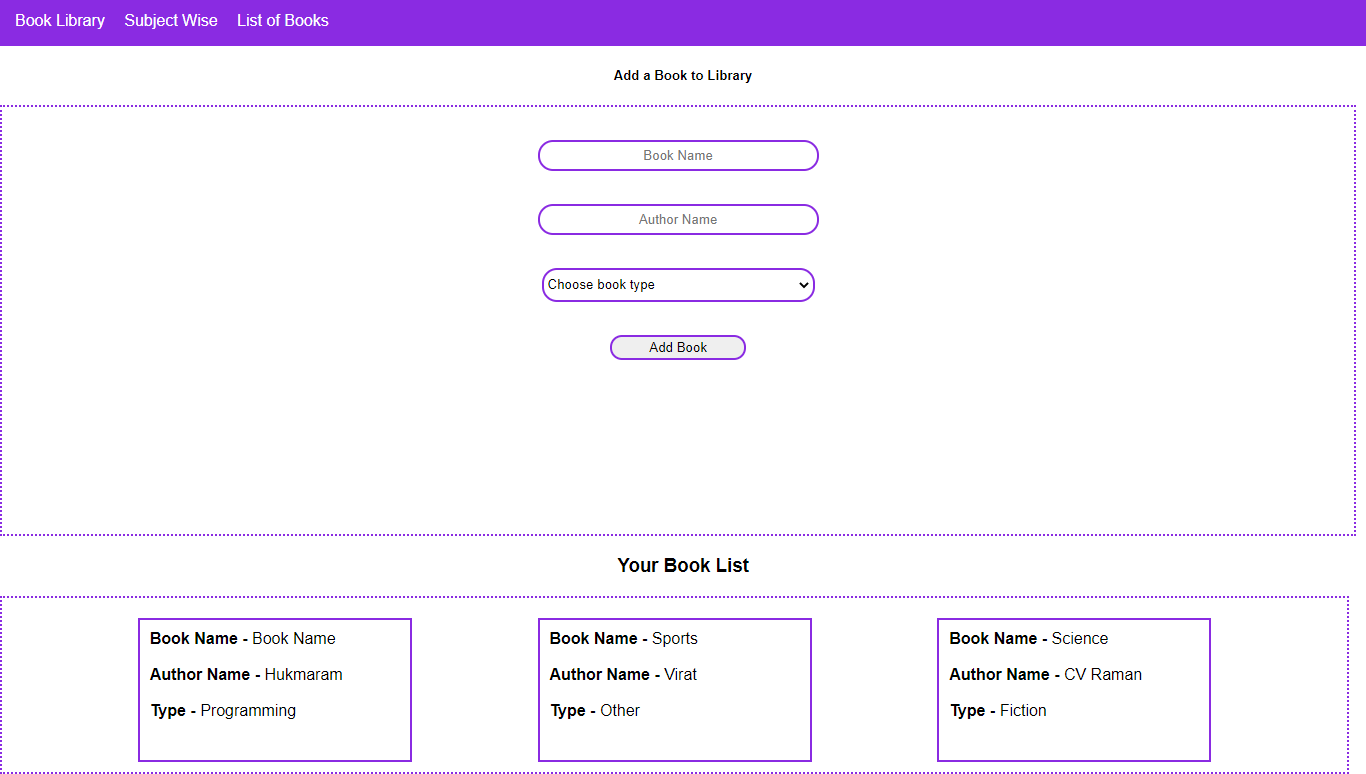 Book Library Subject Wise List of Books
Add a Book to Library
Book Name
Author Name
Choose book type
Add Book
Your Book List
Book Name - Book Name
Author Name - Hukmaram
Type - Programming
Book Name - Sports
Author Name - Virat
Type - Other
Book Name - Science
Author Name - CV Raman
Type - Fiction